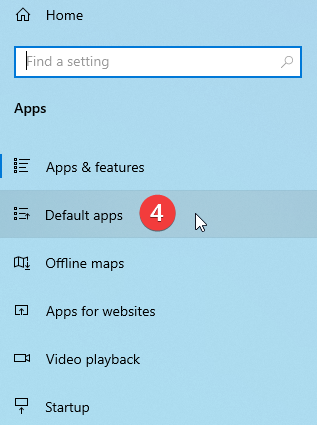 Home
Find a setting
Apps
Apps & features
Default apps 4
Offline maps
Apps for websites
Video playback
Startup